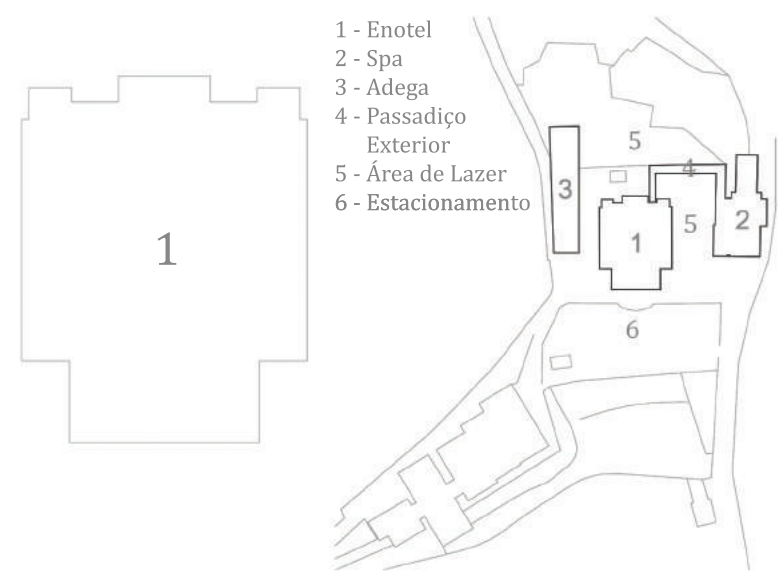 1 - Enotel
2 - Spa
3 - Adega
4 - Passadiço
Exterior
5 - Área de Lazer
6 - Estacionamento
1
5
4
3
2
5
1
6